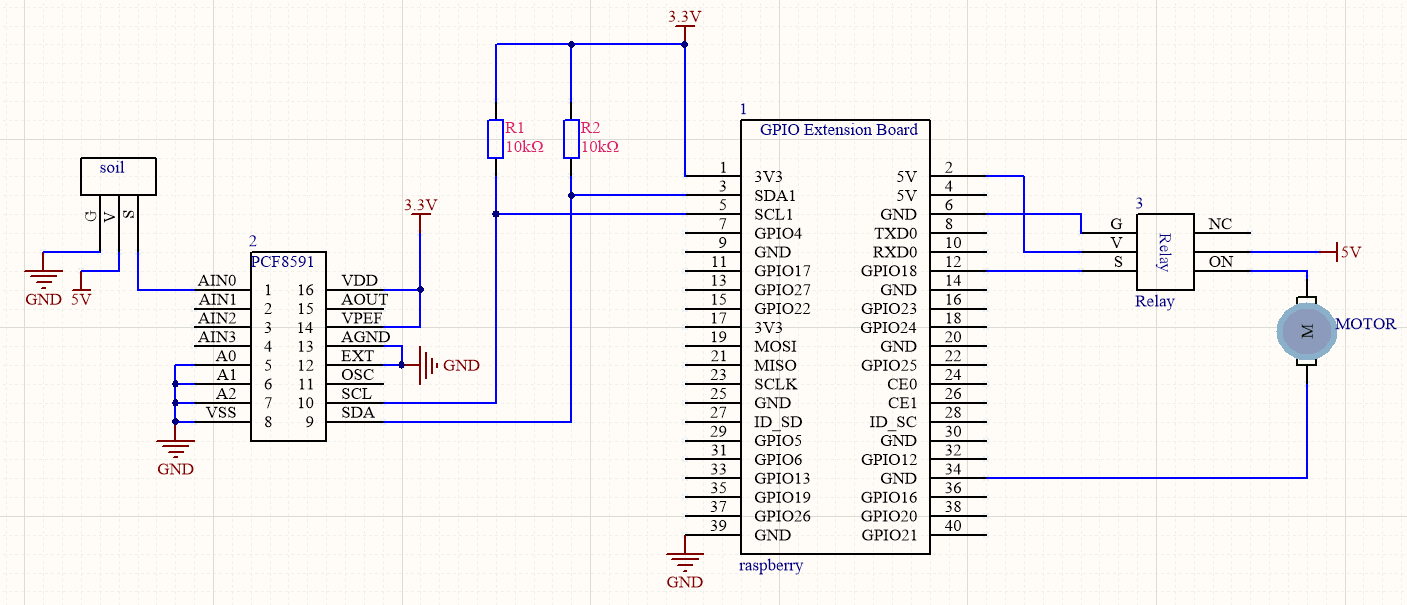 3.3V
R1
10kΩ
R2
10kΩ
1
GPIO Extension Board
soil
G
V
S
GND
5V
3.3V
2
PCF8591
AIN0 1 16 VDD
AIN1 2 15 AOUT
AIN2 3 14 VPEF
AIN3 4 13 AGND
A0 5 12 EXT
A1 6 11 OSC
A2 7 10 SCL
VSS 8 9 SDA
GND
GND
1 3V3 5V 2
3 SDA1 5V 4
5 SCL1 GND 6
7 GPIO4 TXD0 8
9 GND RXD0 10
11 GPIO17 GPIO18 12
13 GPIO27 GND 14
15 GPIO22 GPIO23 16
17 3V3 GPIO24 18
19 MOSI GND 20
21 MISO GPIO25 22
23 SCLK CE0 24
25 GND CE1 26
27 ID_SD ID_SC 28
29 GPIO5 GND 30
31 GPIO6 GPIO12 32
33 GPIO13 GND 34
35 GPIO19 GPIO16 36
37 GPIO26 GPIO20 38
39 GND GPIO21 40
GND
raspberry
3
G
V
S
Relay
NC
ON
Relay
5V
M
MOTOR